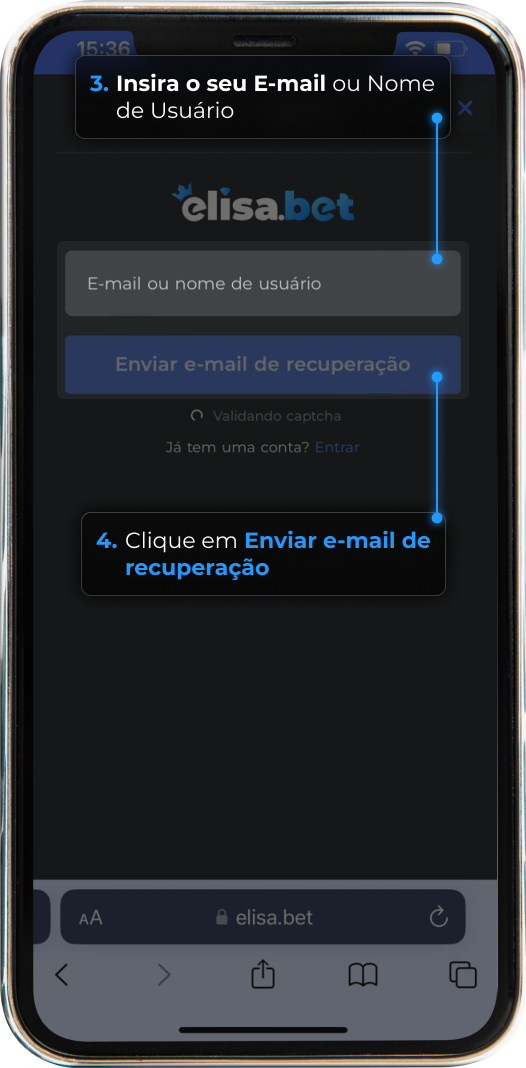 15:36
3. Insira o seu E-mail ou Nome
de Usuário
elisa.bet
E-mail ou nome de usuário
Enviar e-mail de recuperação
Validando captcha
Já tem uma conta? Entrar
4. Clique em Enviar e-mail de
recuperação
AA elisa.bet